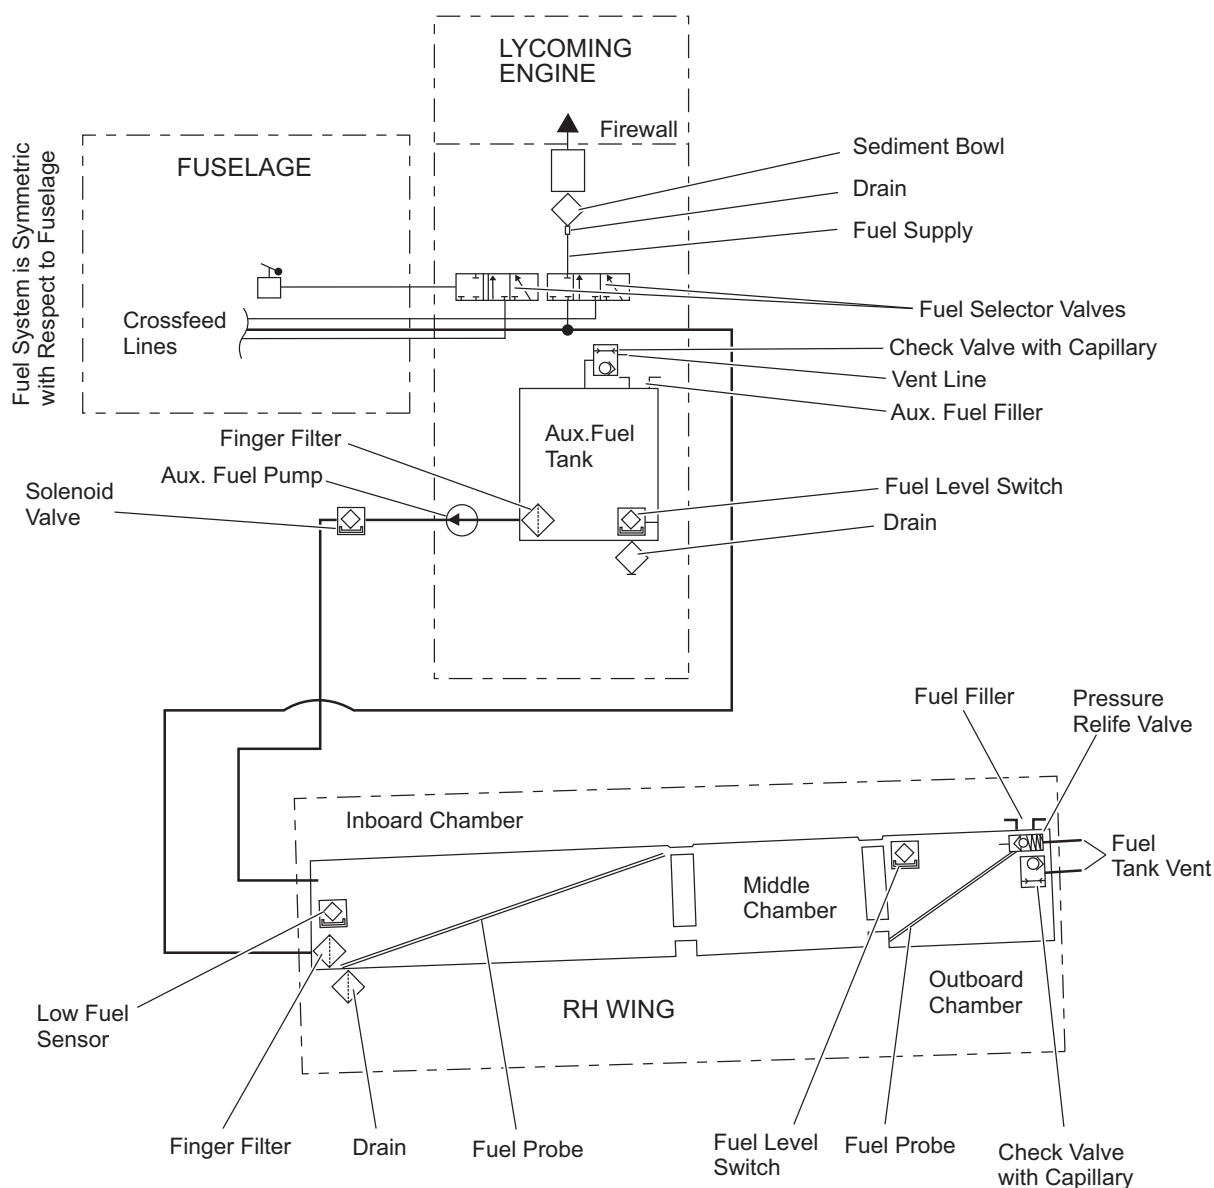 LYCOMING
ENGINE
Firewall
FUSELAGE
Fuel System is Symmetric
with Respect to Fuselage
Sediment Bowl
Drain
Fuel Supply
Fuel Selector Valves
Crossfeed
Lines
Check Valve with Capillary
Vent Line
Aux. Fuel Filler
Finger Filter
Aux.Fuel
Tank
Aux. Fuel Pump
Solenoid
Valve
Fuel Level Switch
Drain
Fuel Filler
Pressure
Relife Valve
Inboard Chamber
Fuel
Tank Vent
Middle
Chamber
Outboard
Chamber
RH WING
Low Fuel
Sensor
Finger Filter
Drain
Fuel Probe
Fuel Level
Switch
Fuel Probe
Check Valve
with Capillary